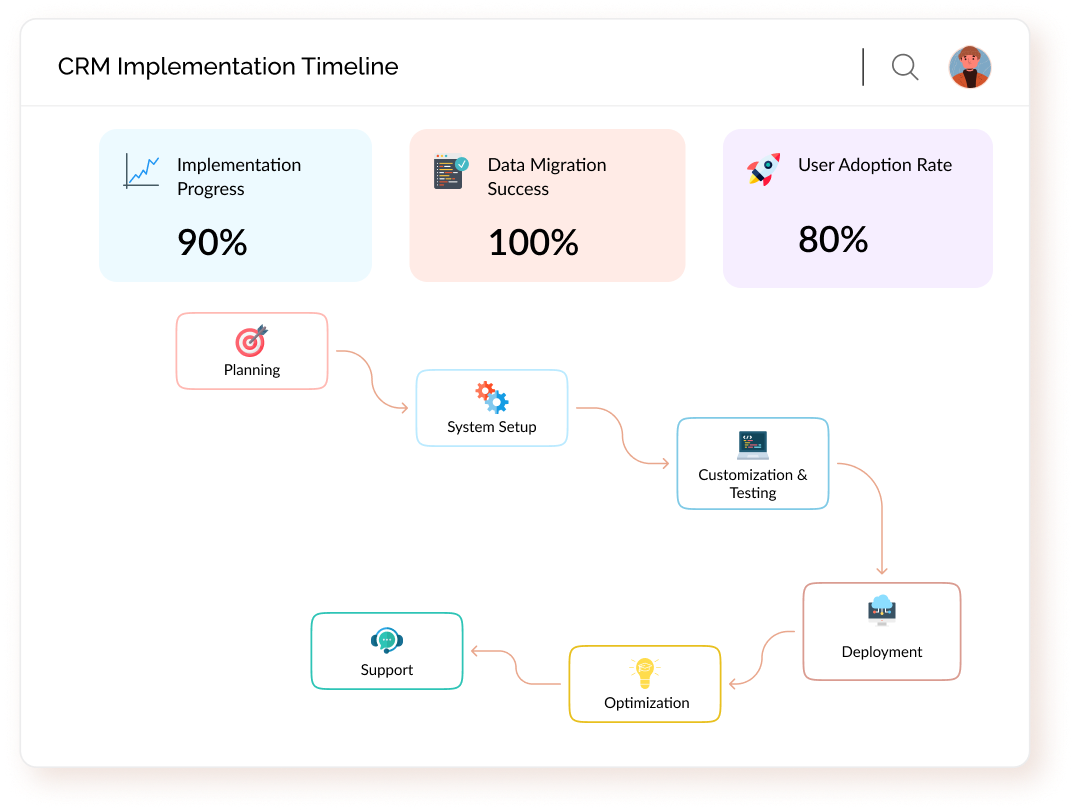 CRM Implementation Timeline
Implementation
Progress
90%
Data Migration
Success
100%
User Adoption Rate
80%
Planning
System Setup
Customization &
Testing
Deployment
Optimization
Support